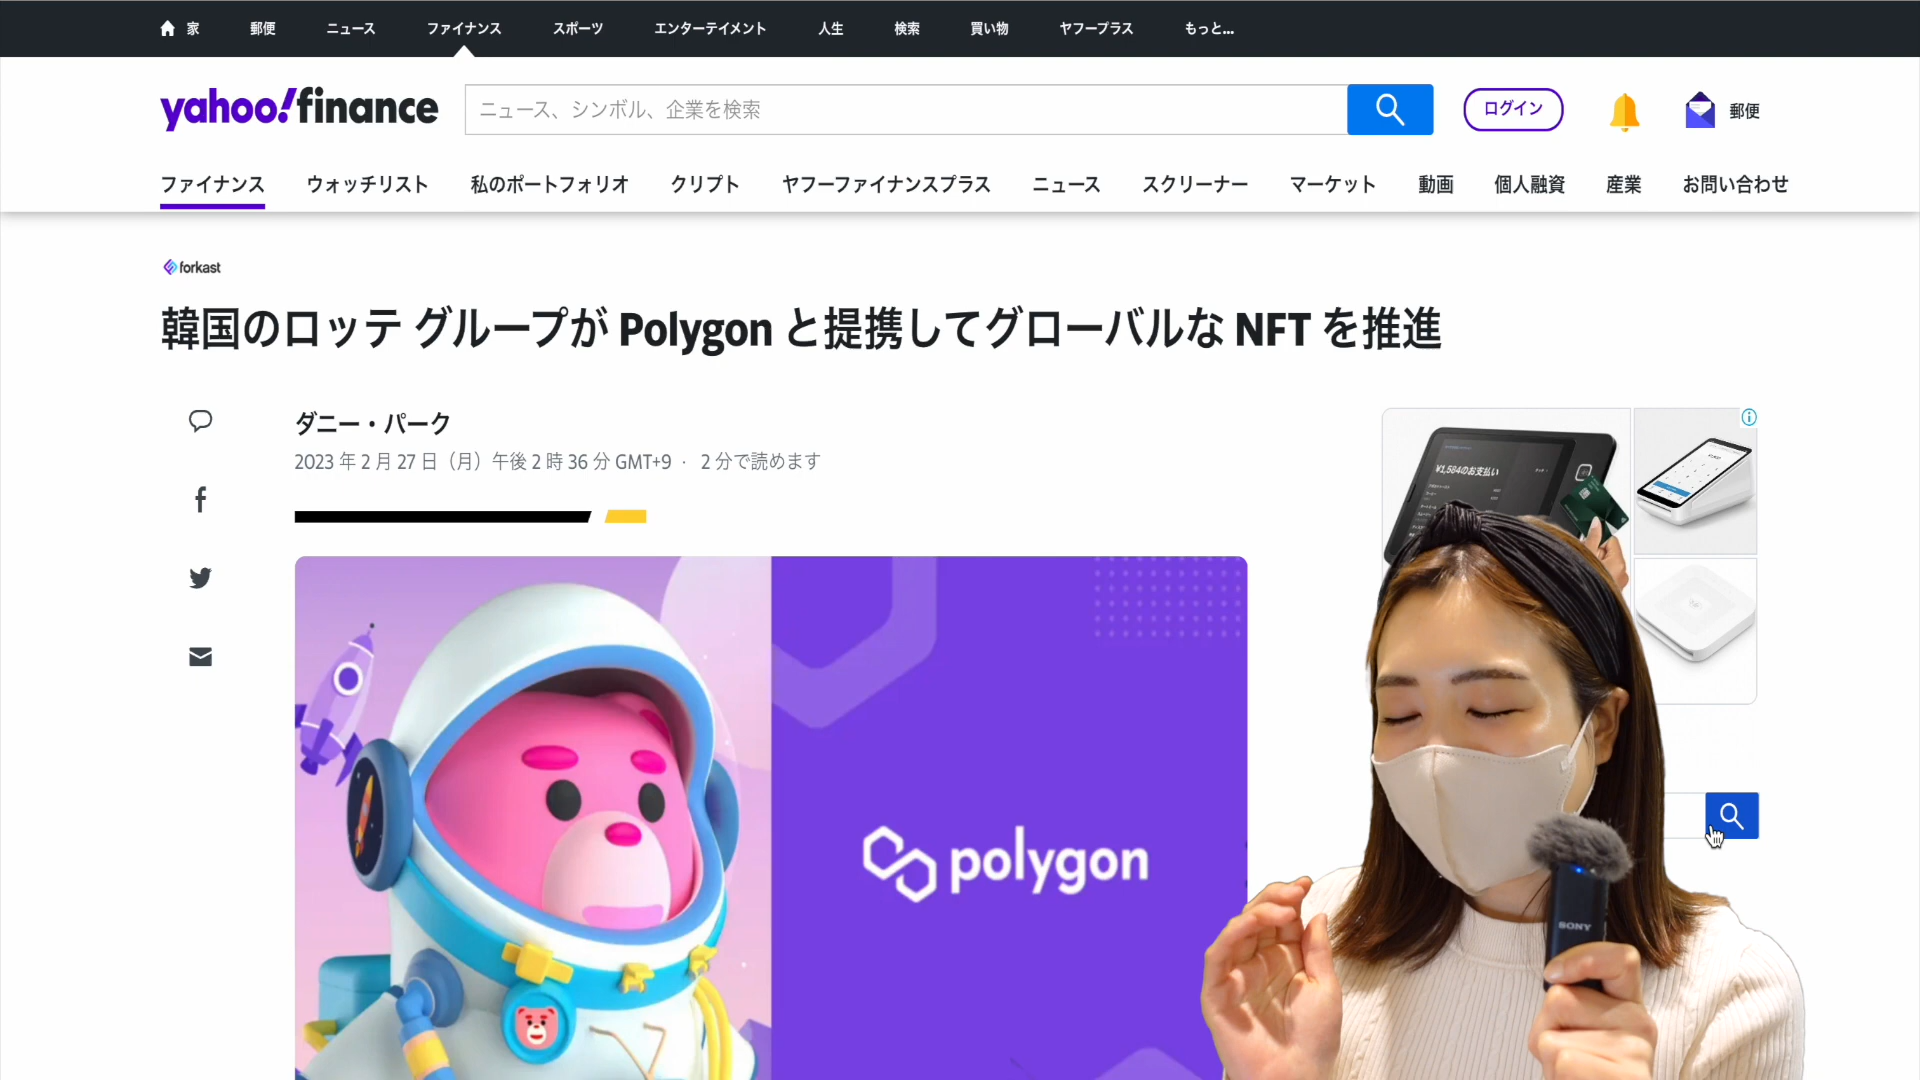 家 郵便 ニュース ファイナンス スポーツ エンターテイメント 人生 検索 買い物 ヤフープラス もっと...
yahoo!finance
ニュース、シンボル、企業を検索
ログイン
郵便
ファイナンス ウォッチリスト 私のポートフォリオ クリプト ヤフーファイナンスプラス ニュース スクリーナー マーケット 動画 個人融資 産業 お問い合わせ
forkast
韓国のロッテ グループが Polygon と提携してグローバルな NFT を推進
ダニー・パーク
2023 年 2 月 27 日（月）午後 2 時 36 分 GMT+9 · 2 分で読めます
¥1,584のお支払い
polygon
SONY